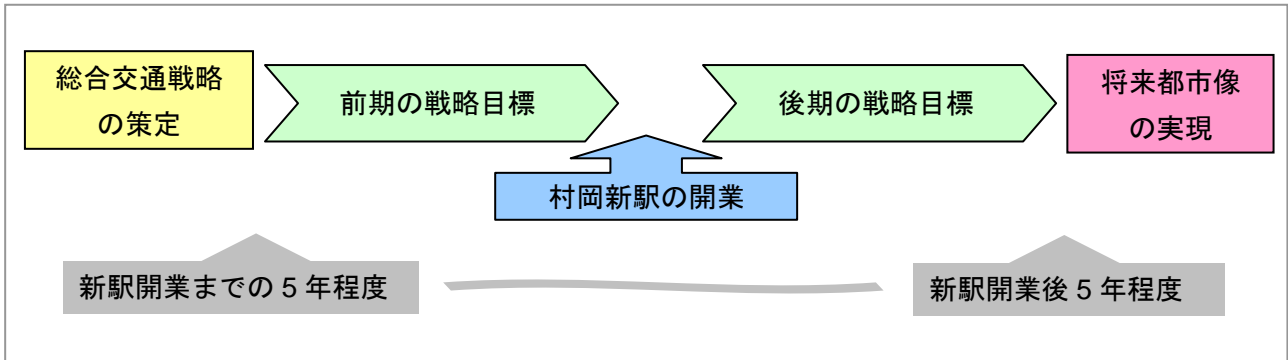 総合交通戦略
の策定
前期の戦略目標
後期の戦略目標
将来都市像
の実現
村岡新駅の開業
新駅開業までの5年程度
新駅開業後5年程度